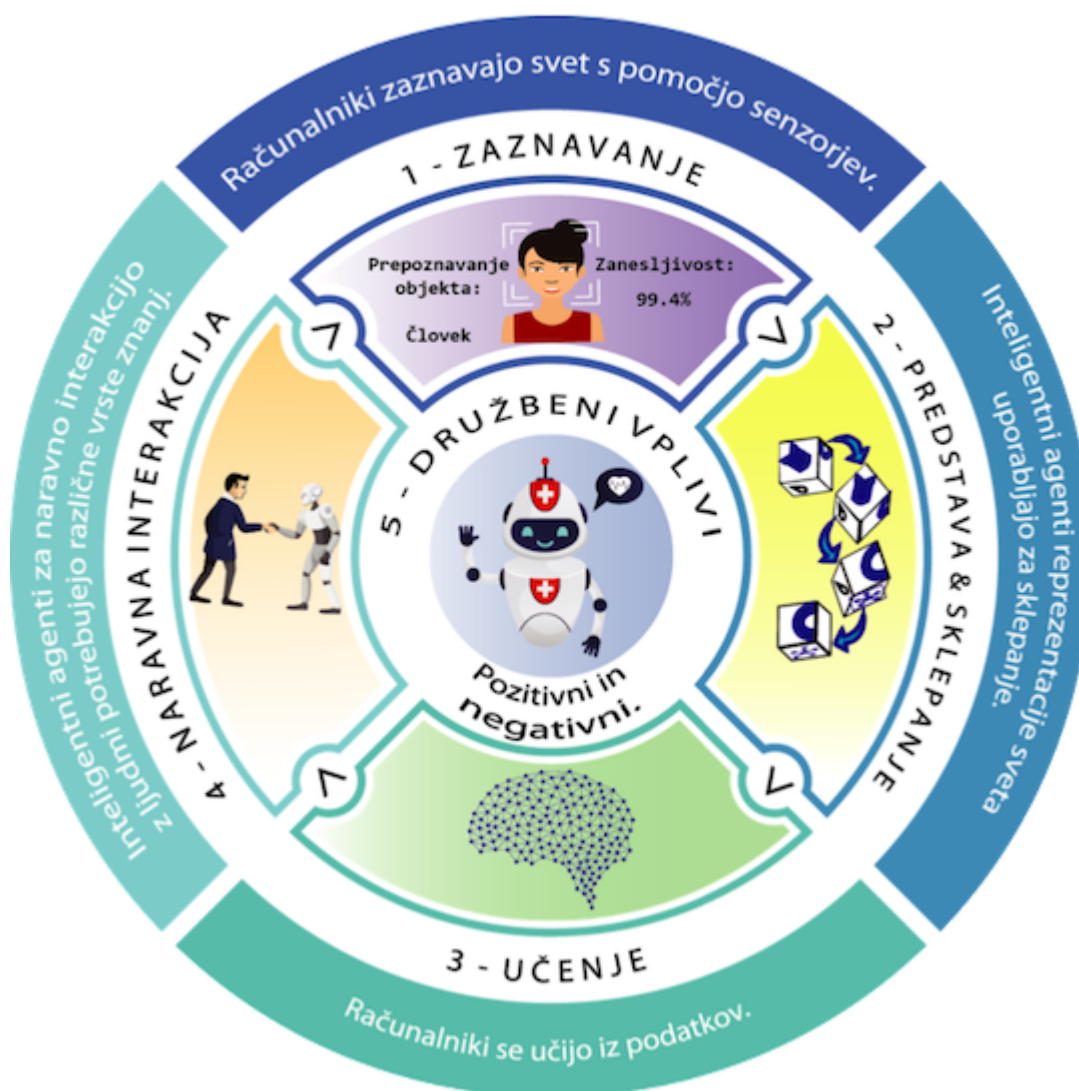 Računalniki zaznavajo svet s pomočjo senzorjev.
1 - ZAZNAVANJE
Prepoznavanje
objekta:
Človek
Zanesljivost:
99.4%
2 - PREDSTAVA & SKLEPANJE
Inteligentni agenti reprezentacije sveta
uporabljajo za sklepanje.
3 - UČENJE
Računalniki se učijo iz podatkov.
4 - NARAVNA INTERAKCIJA
Inteligentni agenti za naravno interakcijo
z ljudmi potrebujejo različne vrste znanj.
5 - DRUŽBENI VPLIVI
Pozitivni in
negativni.